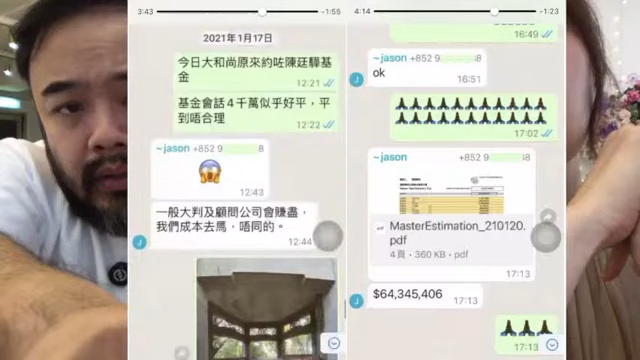 3:43
-1:55
2021年1月17日
今日大和尚原來約咗陳廷驊基
金
12:21
基金會話4千萬似乎好平，平
到唔合理
12:22
~jason +852 9 8
12:43
一般大判及顧問公司會賺盡，
我們成本去馬，唔同的。
J
12:44
4:14
-1:23
16:49
~jason +852 9
ok
J
16:51
17:02
~jason +852 9 8
MasterEstimation_210120.
pdf
4頁・360 KB・pdf
17:13
$64,345,406
J
17:13
17:13